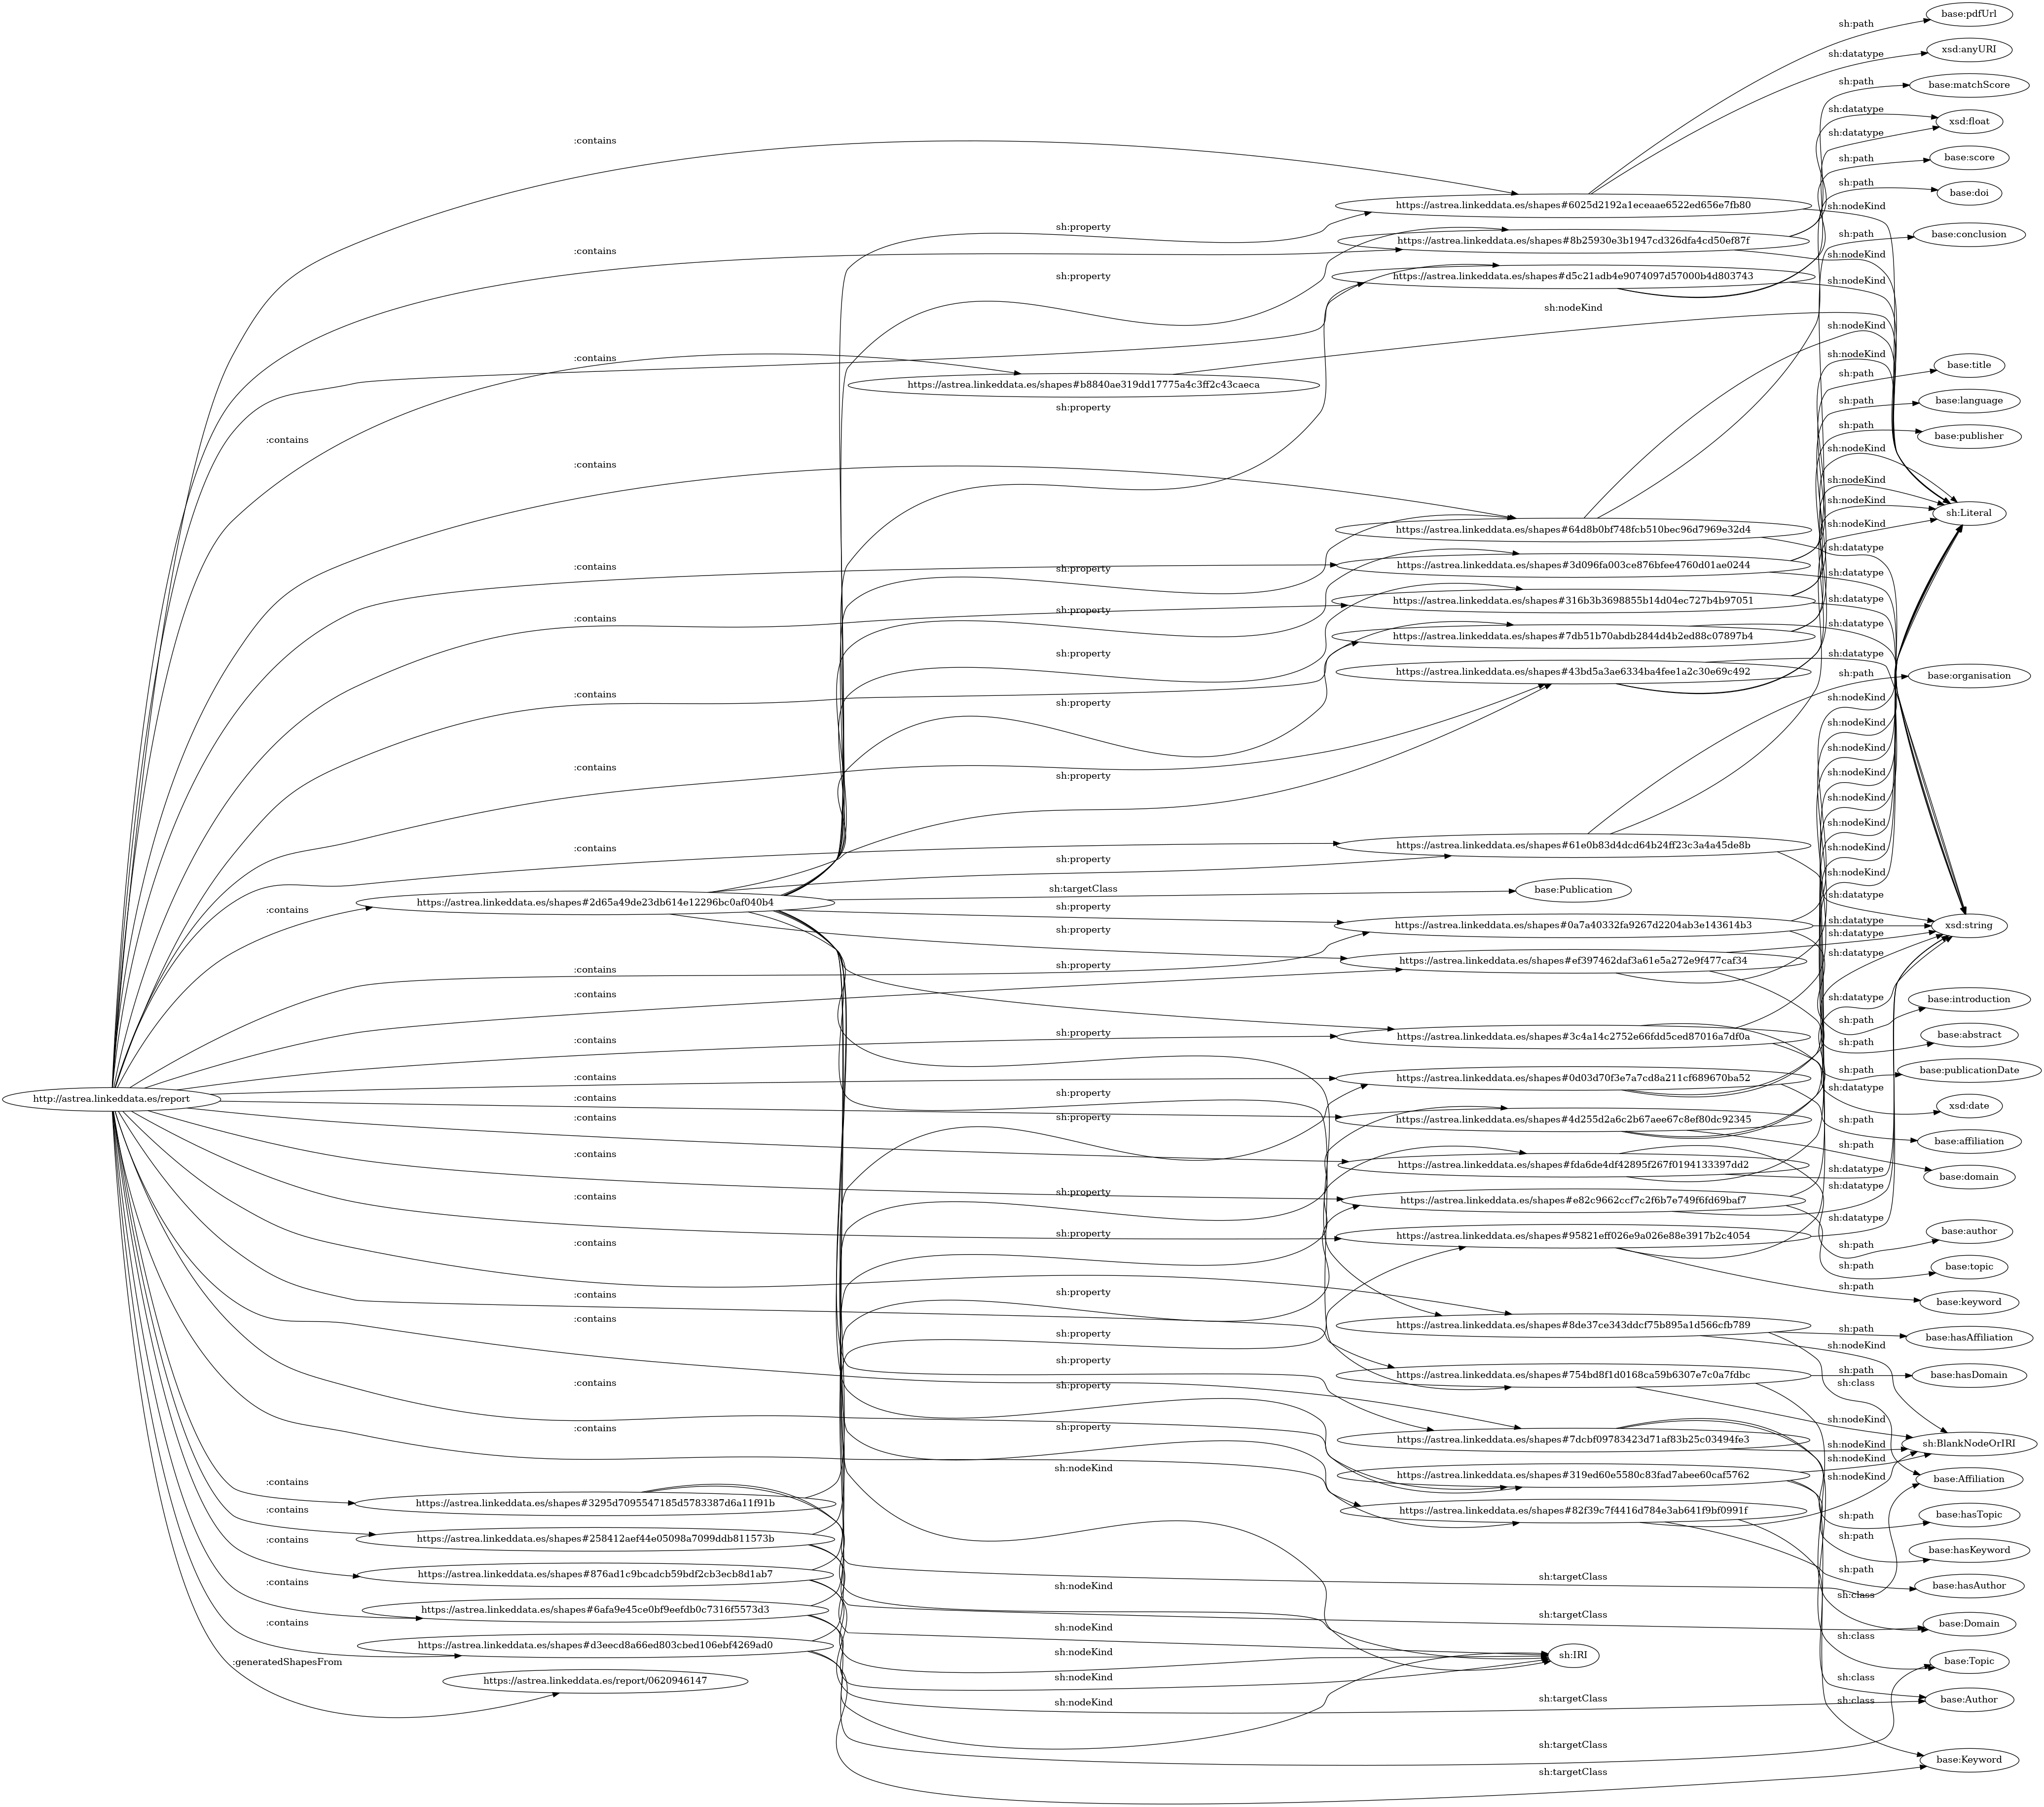 base:pdfUrl
sh:path
xsd:anyURI
sh:datatype
base:matchScore
sh:path
sh:datatype
xsd:float
sh:datatype
:contains
base:score
sh:path
sh:path
base:doi
https://astrea.linkeddata.es/shapes#6025d2192a1eceaae6522ed656e7fb80
sh:nodeKind
sh:property
sh:path
base:conclusion
https://astrea.linkeddata.es/shapes#8b25930e3b1947cd326dfa4cd50ef87f
:contains
sh:nodeKind
sh:property
https://astrea.linkeddata.es/shapes#d5c21adb4e9074097d57000b4d803743
sh:nodeKind
sh:nodeKind
sh:nodeKind
:contains
sh:nodeKind
base:title
sh:path
https://astrea.linkeddata.es/shapes#b8840ae319dd17775a4c3ff2c43caeca
sh:path
base:language
sh:property
sh:path
base:publisher
:contains
sh:nodeKind
:contains
sh:nodeKind
sh:nodeKind
sh:Literal
sh:nodeKind
https://astrea.linkeddata.es/shapes#64d8b0bf748fcb510bec96d7969e32d4
sh:datatype
:contains
sh:property
https://astrea.linkeddata.es/shapes#3d096fa003ce876bfee4760d01ae0244
sh:datatype
https://astrea.linkeddata.es/shapes#316b3b3698855b14d04ec727b4b97051
sh:datatype
sh:property
:contains
sh:datatype
https://astrea.linkeddata.es/shapes#7db51b70abdb2844d4b2ed88c07897b4
sh:property
sh:datatype
https://astrea.linkeddata.es/shapes#43bd5a3ae6334ba4fee1a2c30e69c492
sh:path
base:organisation
:contains
sh:property
sh:nodeKind
sh:nodeKind
:contains
sh:property
sh:nodeKind
sh:nodeKind
sh:nodeKind
:contains
https://astrea.linkeddata.es/shapes#61e0b83d4dcd64b24ff23c3a4a45de8b
sh:nodeKind
sh:property
sh:nodeKind
sh:targetClass
base:Publication
https://astrea.linkeddata.es/shapes#2d65a49de23db614e12296bc0af040b4
:contains
sh:property
sh:datatype
https://astrea.linkeddata.es/shapes#0a7a40332fa9267d2204ab3e143614b3
sh:datatype
xsd:string
sh:property
sh:datatype
sh:datatype
https://astrea.linkeddata.es/shapes#ef397462daf3a61e5a272e9f477caf34
:contains
sh:property
:contains
sh:datatype
base:introduction
sh:path
sh:property
https://astrea.linkeddata.es/shapes#3c4a14c2752e66fdd5ced87016a7df0a
base:abstract
:contains
sh:path
sh:path
base:publicationDate
:contains
https://astrea.linkeddata.es/shapes#0d03d70f3e7a7cd8a211cf689670ba52
sh:datatype
sh:property
http://astrea.linkeddata.es/report
:contains
xsd:date
:contains
sh:property
https://astrea.linkeddata.es/shapes#4d255d2a6c2b67aee67c8ef80dc92345
sh:path
base:affiliation
sh:path
:contains
https://astrea.linkeddata.es/shapes#fda6de4df42895f267f0194133397dd2
sh:datatype
base:domain
sh:datatype
sh:property
:contains
https://astrea.linkeddata.es/shapes#e82c9662ccf7c2f6b7e749f6fd69baf7
sh:datatype
sh:property
https://astrea.linkeddata.es/shapes#95821eff026e9a026e88e3917b2c4054
base:author
:contains
sh:path
sh:path
base:topic
sh:path
base:keyword
sh:property
:contains
:contains
https://astrea.linkeddata.es/shapes#8de37ce343ddcf75b895a1d566cfb789
sh:path
base:hasAffiliation
sh:property
sh:nodeKind
sh:property
sh:path
https://astrea.linkeddata.es/shapes#754bd8f1d0168ca59b6307e7c0a7fdbc
base:hasDomain
:contains
sh:property
sh:class
:contains
sh:property
sh:nodeKind
https://astrea.linkeddata.es/shapes#7dcbf09783423d71af83b25c03494fe3
sh:nodeKind
sh:BlankNodeOrIRI
sh:nodeKind
sh:nodeKind
https://astrea.linkeddata.es/shapes#319ed60e5580c83fad7abee60caf5762
sh:nodeKind
base:Affiliation
:contains
https://astrea.linkeddata.es/shapes#3295d7095547185d5783387d6a11f91b
:contains
https://astrea.linkeddata.es/shapes#82f39c7f4416d784e3ab641f9bf0991f
sh:path
base:hasTopic
:contains
https://astrea.linkeddata.es/shapes#258412aef44e05098a7099ddb811573b
sh:path
base:hasKeyword
:contains
https://astrea.linkeddata.es/shapes#876ad1c9bcadcb59bdf2cb3ecb8d1ab7
sh:nodeKind
sh:targetClass
sh:path
base:hasAuthor
sh:class
https://astrea.linkeddata.es/shapes#6afa9e45ce0bf9eefdb0c7316f5573d3
sh:targetClass
base:Domain
:contains
sh:nodeKind
sh:class
https://astrea.linkeddata.es/shapes#d3eecd8a66ed803cbed106ebf4269ad0
sh:nodeKind
sh:IRI
base:Topic
:generatedShapesFrom
sh:nodeKind
sh:class
https://astrea.linkeddata.es/report/0620946147
sh:nodeKind
sh:targetClass
sh:class
base:Author
sh:targetClass
base:Keyword
sh:targetClass